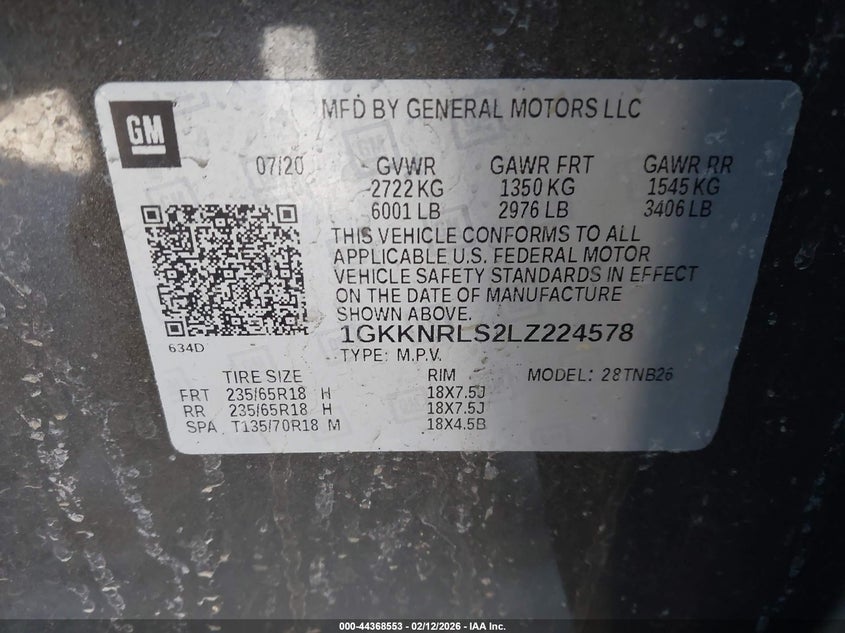 GM
MFD BY GENERAL MOTORS LLC
07/20 GVWR GAWR FRT GAWR RR
2722 KG 1350 KG 1545 KG
6001 LB 2976 LB 3406 LB
THIS VEHICLE CONFORMS TO ALL
APPLICABLE U.S. FEDERAL MOTOR
VEHICLE SAFETY STANDARDS IN EFFECT
ON THE DATE OF MANUFACTURE
SHOWN ABOVE.
634D
1GKKNRLS2LZ224578
TYPE: M.P.V.
TIRE SIZE RIM MODEL: 28TNB26
FRT 235/65R18 H 18X7.5J
RR 235/65R18 H 18X7.5J
SPA T135/70R18 M 18X4.5B
000-44368553 - 02/12/2026 - IAA Inc.